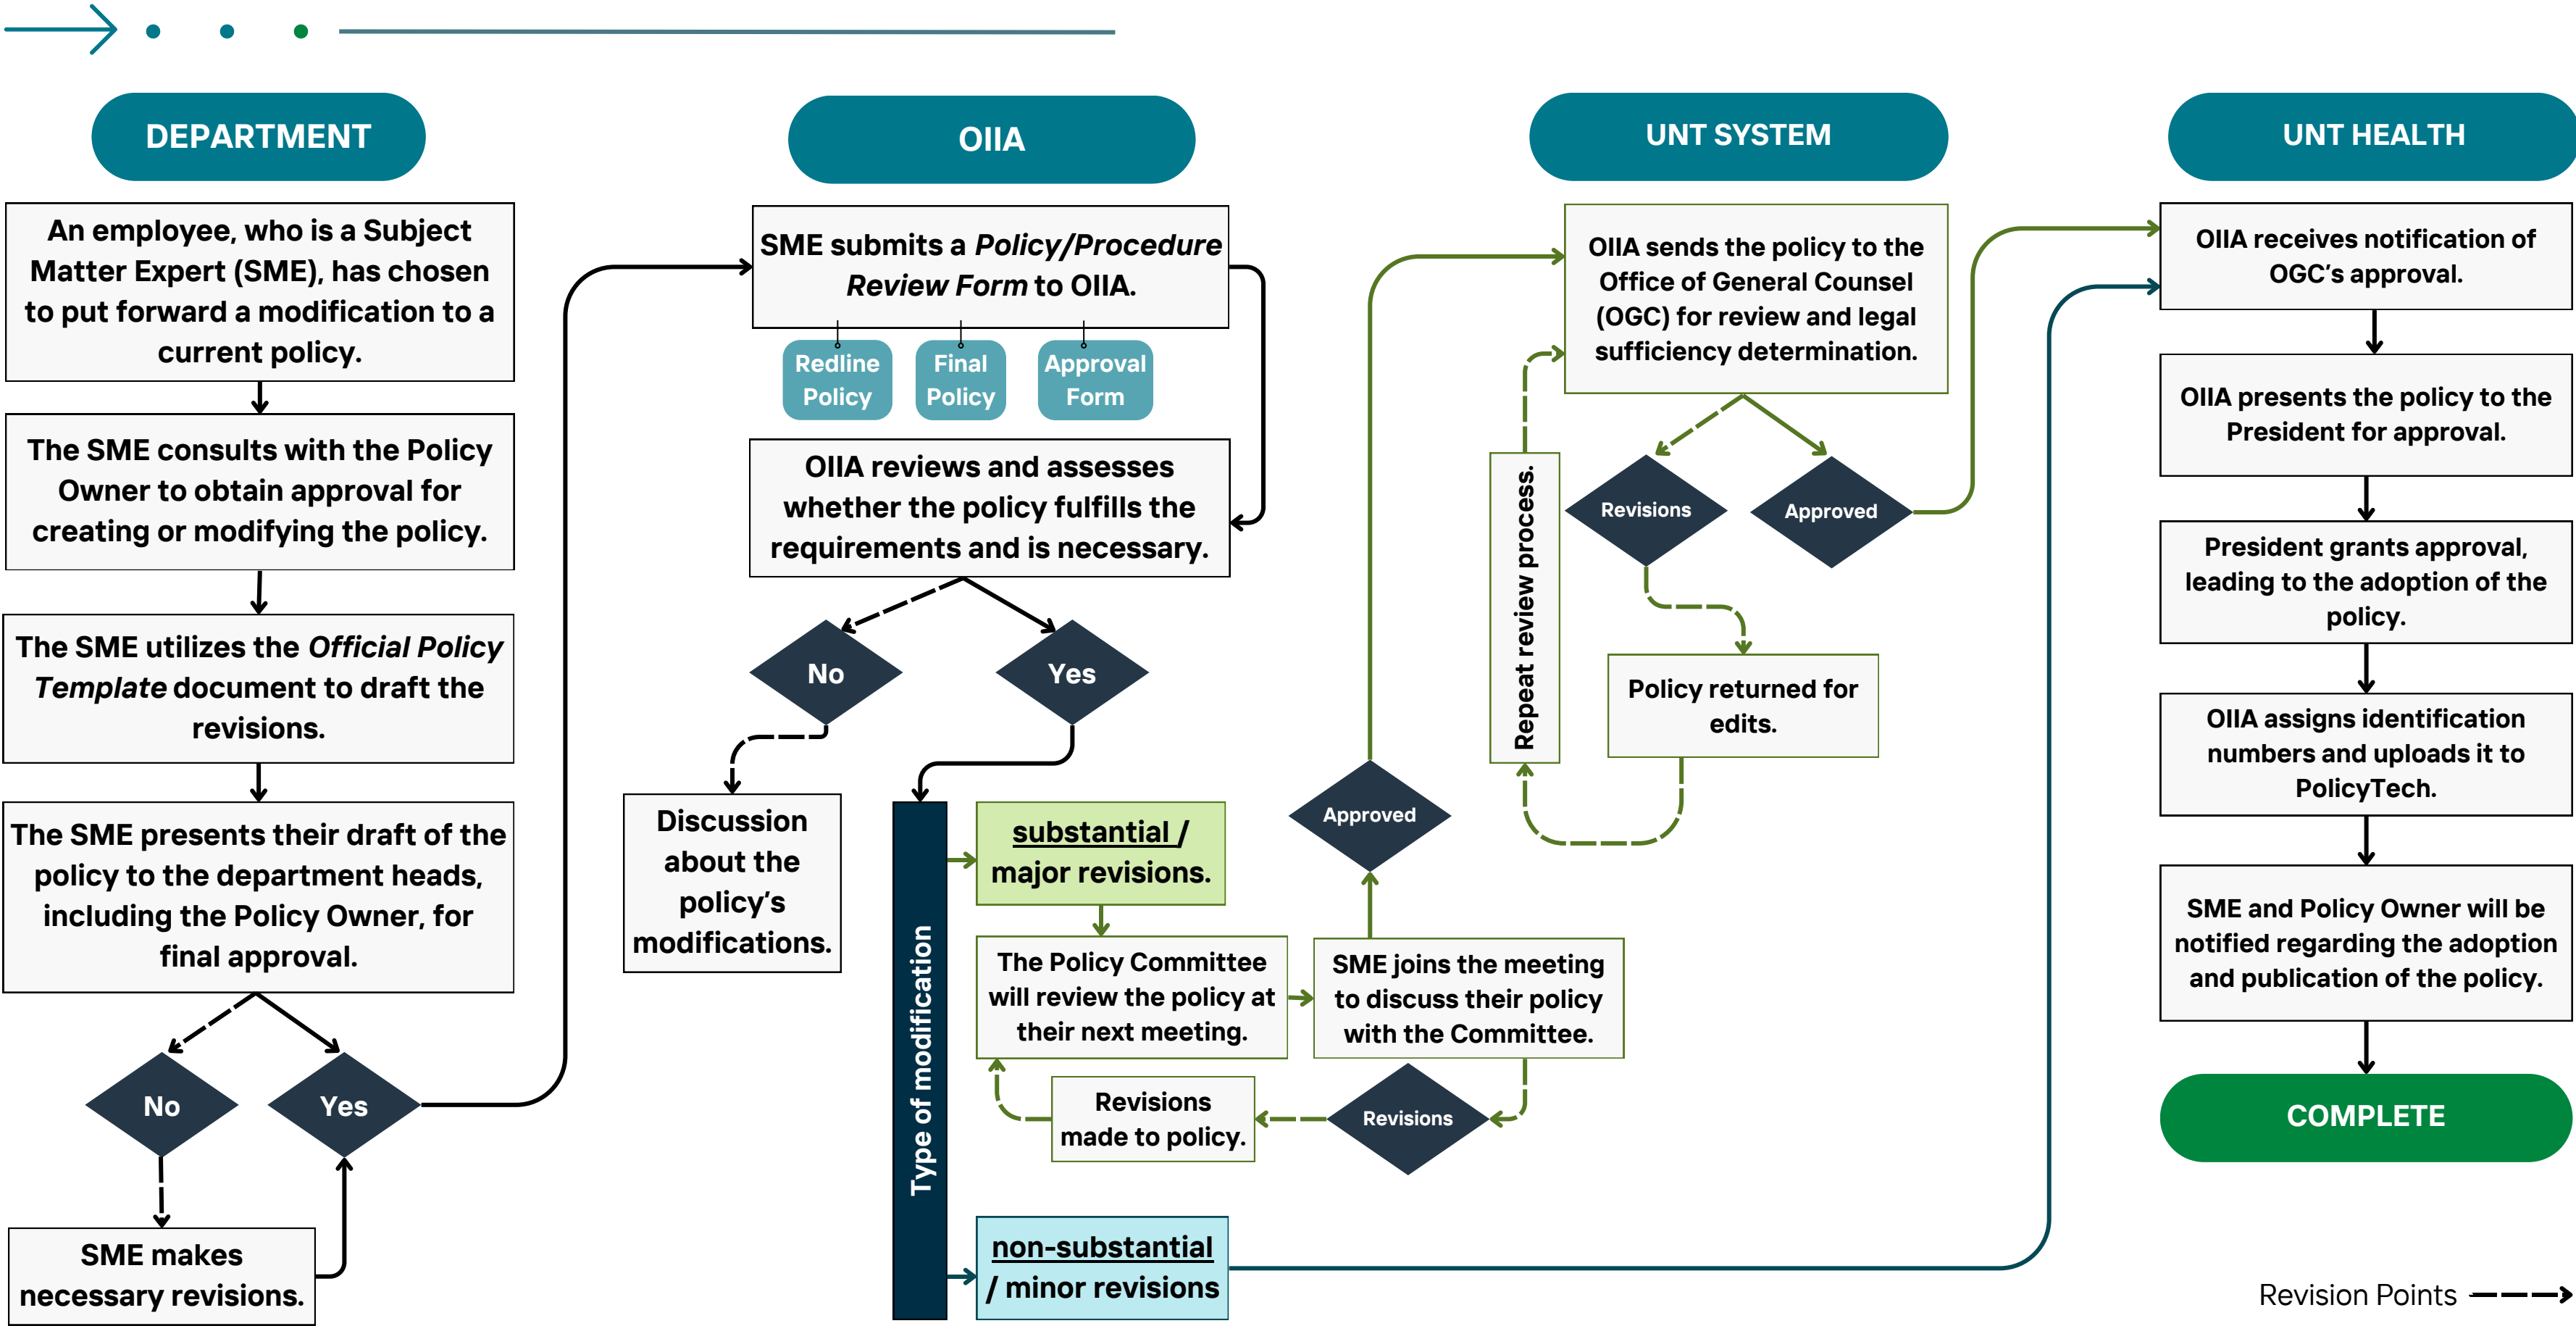 DEPARTMENT
An employee, who is a Subject
Matter Expert (SME), has chosen
to put forward a modification to a
current policy.
The SME consults with the Policy
Owner to obtain approval for
creating or modifying the policy.
The SME utilizes the Official Policy
Template document to draft the
revisions.
The SME presents their draft of the
policy to the department heads,
including the Policy Owner, for
final approval.
No
Yes
SME makes
necessary revisions.
OIIA
SME submits a Policy/Procedure
Review Form to OIIA.
Redline
Policy
Final
Policy
Approval
Form
OIIA reviews and assesses
whether the policy fulfills the
requirements and is necessary.
No
Yes
Discussion
about the
policy's
modifications.
Type of modification
substantial /
major revisions.
The Policy Committee
will review the policy at
their next meeting.
SME joins the meeting
to discuss their policy
with the Committee.
Approved
Revisions
Revisions
made to policy.
non-substantial
/ minor revisions
UNT SYSTEM
OIIA sends the policy to the
Office of General Counsel
(OGC) for review and legal
sufficiency determination.
Revisions
Approved
Policy returned for
edits.
Repeat review process.
UNT HEALTH
OIIA receives notification of
OGC's approval.
OIIA presents the policy to the
President for approval.
President grants approval,
leading to the adoption of the
policy.
OIIA assigns identification
numbers and uploads it to
PolicyTech.
SME and Policy Owner will be
notified regarding the adoption
and publication of the policy.
COMPLETE
Revision Points